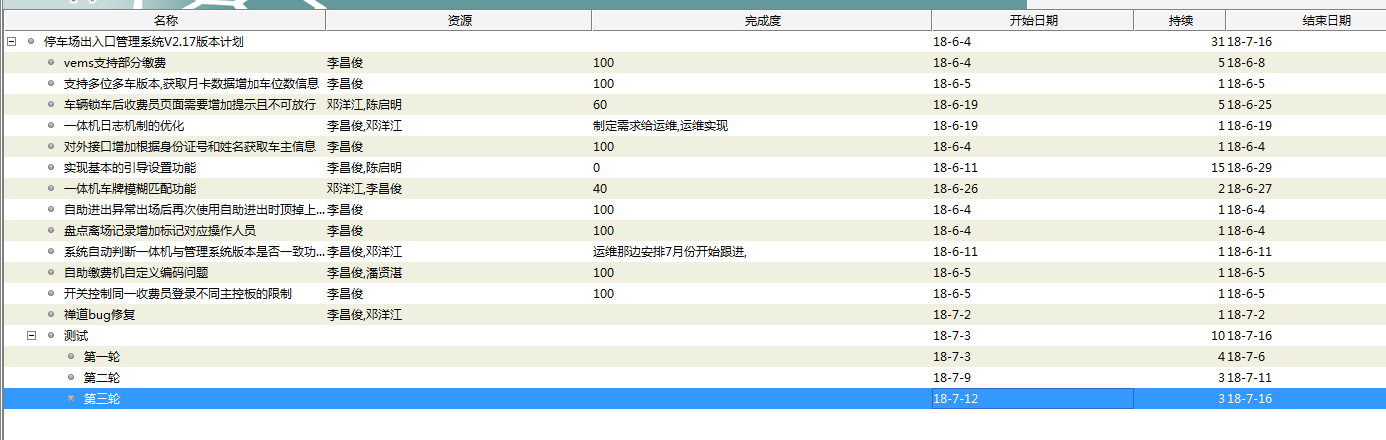 名称 资源 完成度 开始日期 持续 结束日期
停车场出入口管理系统V2.17版本计划 18-6-4 31 18-7-16
vems支持部分缴费 李昌俊 100 18-6-4 5 18-6-8
支持多位多车版本,获取月卡数据增加车位数信息 李昌俊 100 18-6-5 1 18-6-5
车辆锁车后收费员页面需要增加提示且不可放行 邓洋江,陈启明 60 18-6-19 5 18-6-25
一体机日志机制的优化 李昌俊,邓洋江 制定需求给运维,运维实现 18-6-19 1 18-6-19
对外接口增加根据身份证号和姓名获取车主信息 李昌俊 100 18-6-4 1 18-6-4
实现基本的引导设置功能 李昌俊,陈启明 0 18-6-11 15 18-6-29
一体机车牌模糊匹配功能 邓洋江,李昌俊 40 18-6-26 2 18-6-27
自助进出异常出场后再次使用自助进出时顶掉上... 李昌俊 100 18-6-4 1 18-6-4
盘点离场记录增加标记对应操作人员 李昌俊 100 18-6-4 1 18-6-4
系统自动判断一体机与管理系统版本是否一致功... 李昌俊,邓洋江 运维那边安排7月份开始跟进, 18-6-11 1 18-6-11
自助缴费机自定义编码问题 李昌俊,潘贤湛 100 18-6-5 1 18-6-5
开关控制同一收费员登录不同主控板的限制 李昌俊 100 18-6-5 1 18-6-5
禅道bug修复 李昌俊,邓洋江 18-7-2 1 18-7-2
测试 18-7-3 10 18-7-16
第一轮 18-7-3 4 18-7-6
第二轮 18-7-9 3 18-7-11
第三轮 18-7-12 3 18-7-16